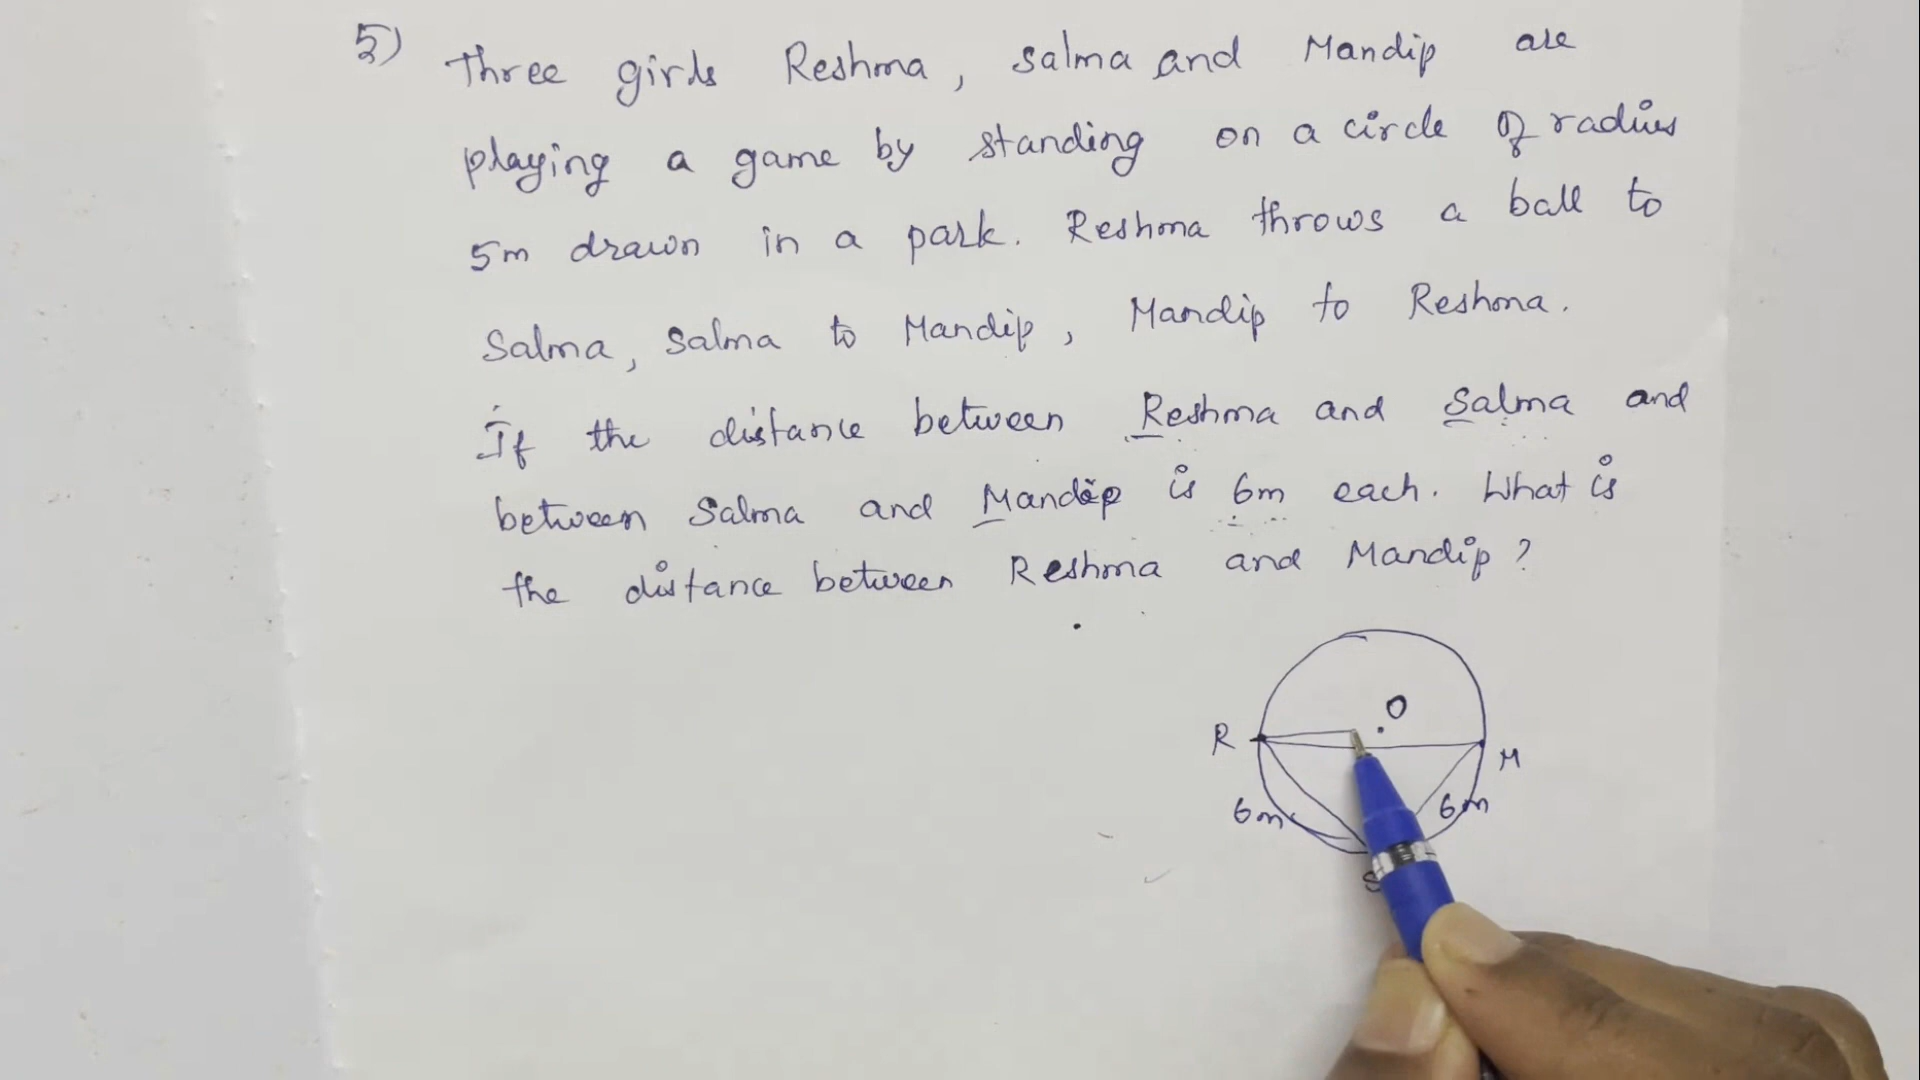 5) Three girls Reshma, Salma and Mandip are
playing a game by standing on a circle of radius
5m drawn in a park. Reshma throws a ball to
Salma, Salma to Mandip, Mandip to Reshma.
If the distance between Reshma and Salma and
between Salma and Mandip is 6m each. What is
the distance between Reshma and Mandip?
O
R
M
6m
6m
S